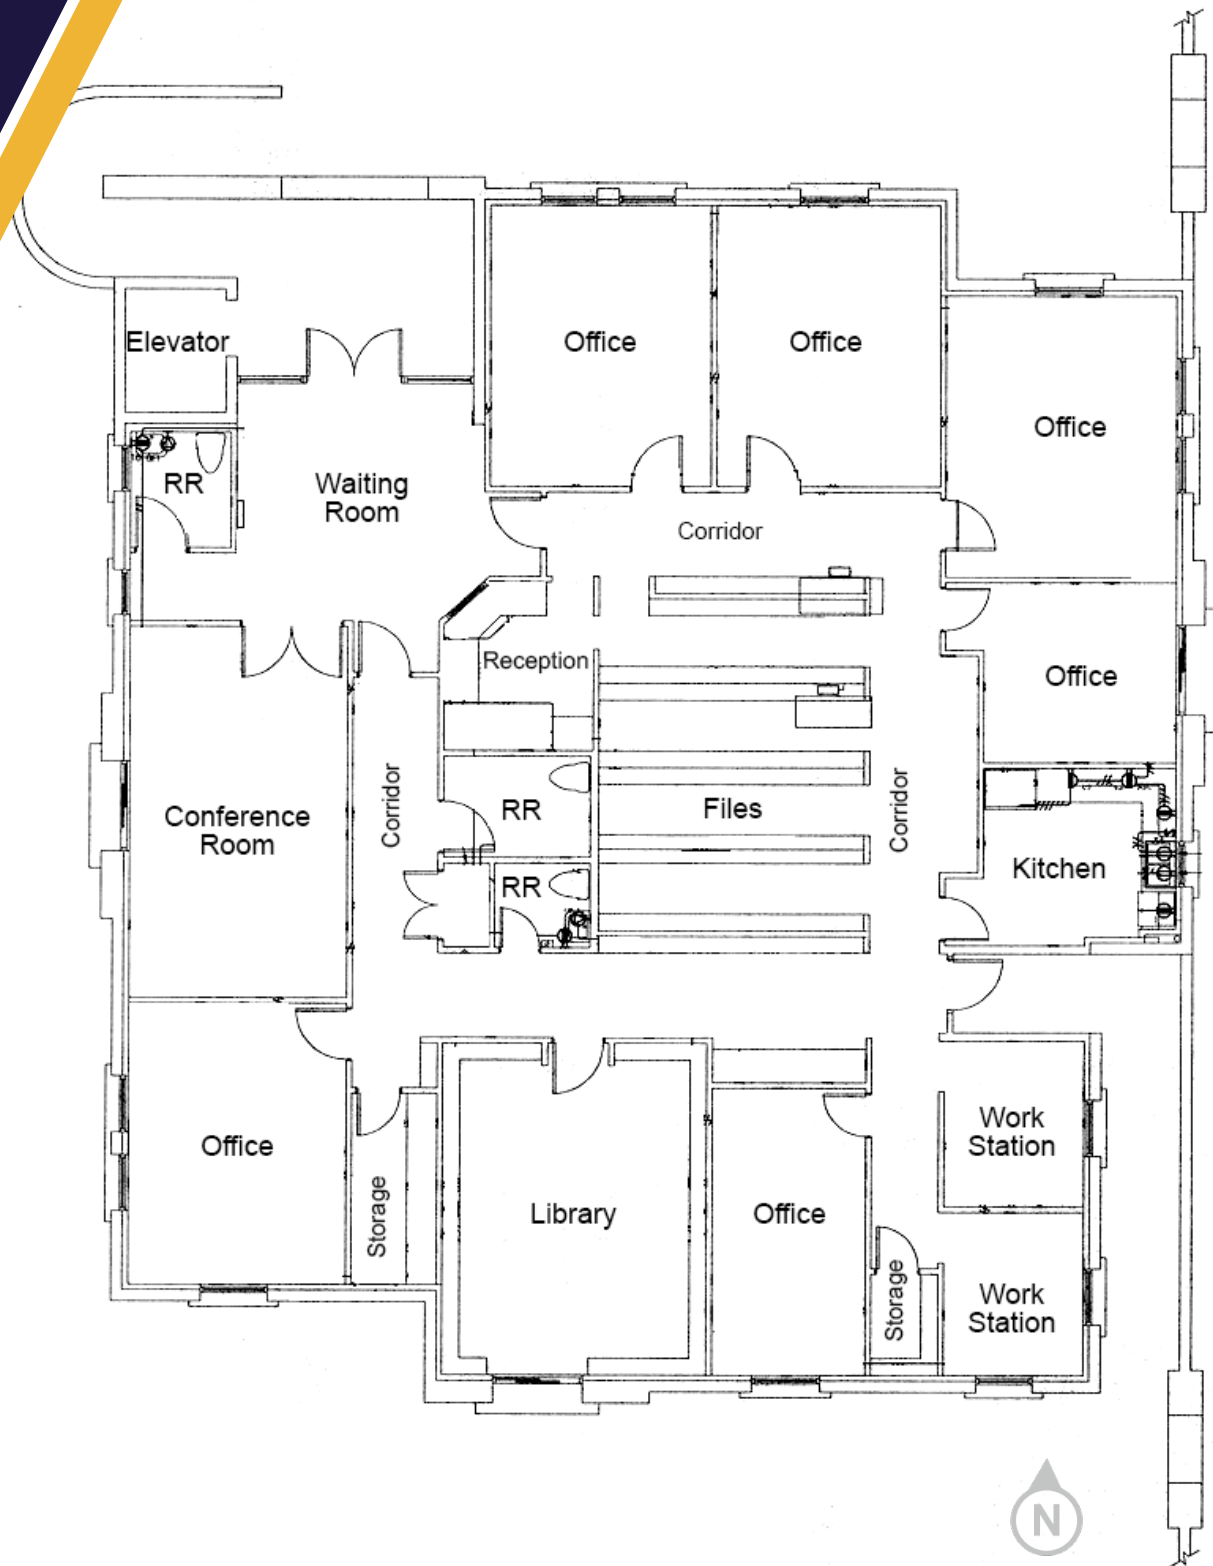 Elevator
Office
Office
Office
RR
Waiting
Room
Corridor
Reception
Office
Corridor
Conference
Room
RR
Files
Corridor
Kitchen
RR
Office
Storage
Library
Office
Storage
Work
Station
Work
Station
N